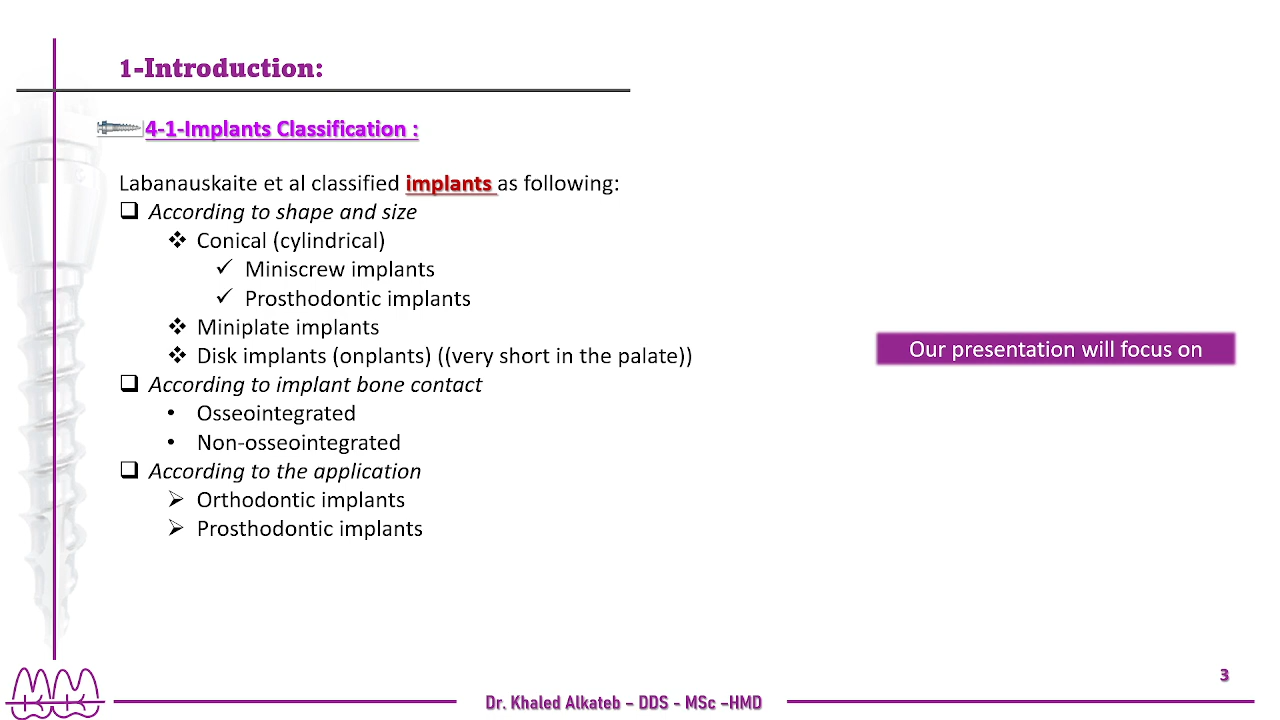 1-Introduction:
4-1-Implants Classification :
Labanauskaite et al classified implants as following:
❑ According to shape and size
❖ Conical (cylindrical)
✓ Miniscrew implants
✓ Prosthodontic implants
❖ Miniplate implants
❖ Disk implants (onplants) ((very short in the palate))
❑ According to implant bone contact
• Osseointegrated
• Non-osseointegrated
❑ According to the application
➢ Orthodontic implants
➢ Prosthodontic implants
Our presentation will focus on
3
Dr. Khaled Alkateb – DDS - MSc –HMD